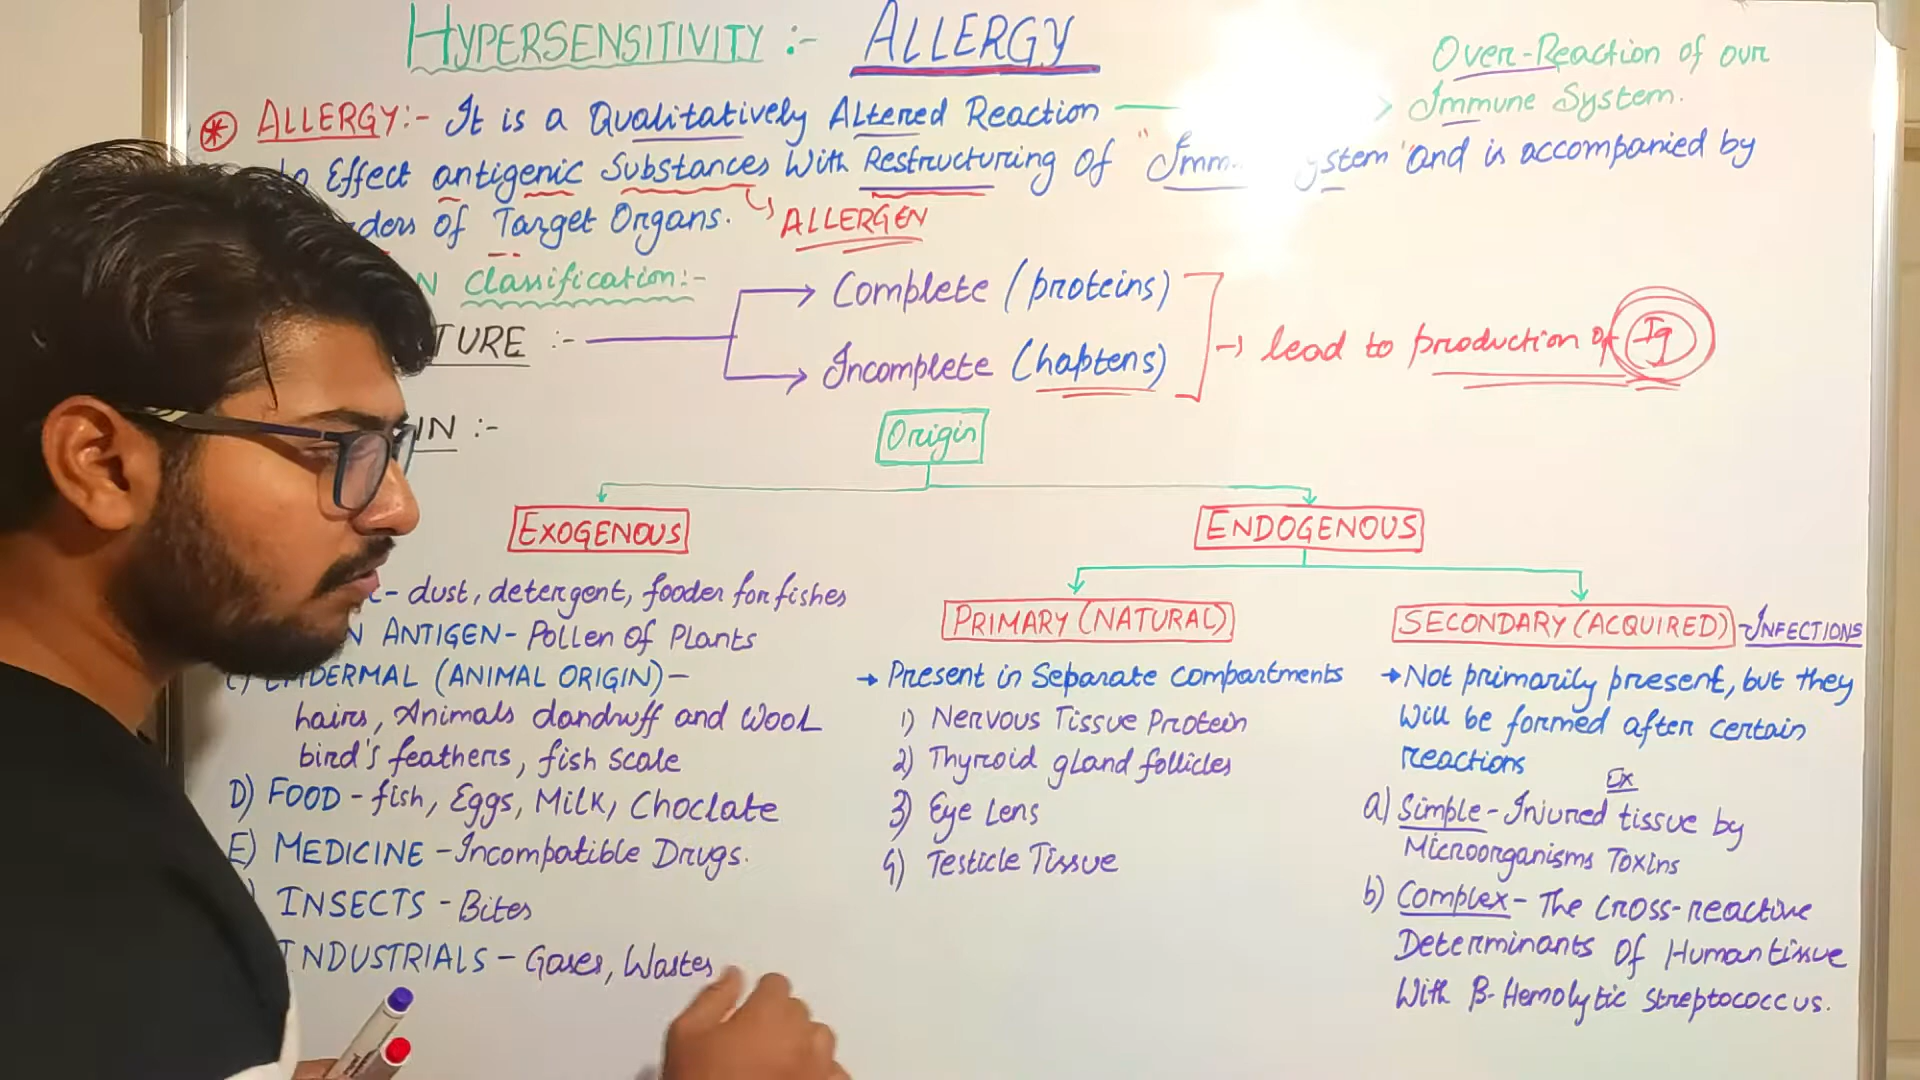 HYPERSENSITIVITY :- ALLERGY
Over-Reaction of our
Immune System.
* ALLERGY:- It is a Qualitatively Altered Reaction
to Effect antigenic Substances With Restructuring Of "Imm ystem" and is accompanied by
ders of Target Organs. ALLERGEN
N Classification:-
TURE :-
Complete (proteins)
Incomplete (haptens)
→ lead to production of Ig
IN :-
Origin
EXOGENOUS
- dust, detergent, fooder for fishes
N ANTIGEN- Pollen Of Plants
DERMAL (ANIMAL ORIGIN)-
hairs, Animals dandruff and Wool
bird's feathers, fish scale
D) FOOD - fish, Eggs, Milk, Choclate
E) MEDICINE - Incompatible Drugs.
INSECTS - Bites
INDUSTRIALS - Gases, Wastes
ENDOGENOUS
PRIMARY (NATURAL)
→ Present in Separate compartments
1) Nervous Tissue Protein
2) Thyroid gland follicles
3) Eye Lens
4) Testicle Tissue
SECONDARY (ACQUIRED) - INFECTIONS
→ Not primarily present, but they
Will be formed after certain
reactions
Ex
a) Simple - Injured tissue by
Microorganisms Toxins
b) Complex - The cross-reactive
Determinants Of Human tissue
With β-Hemolytic Streptococcus.